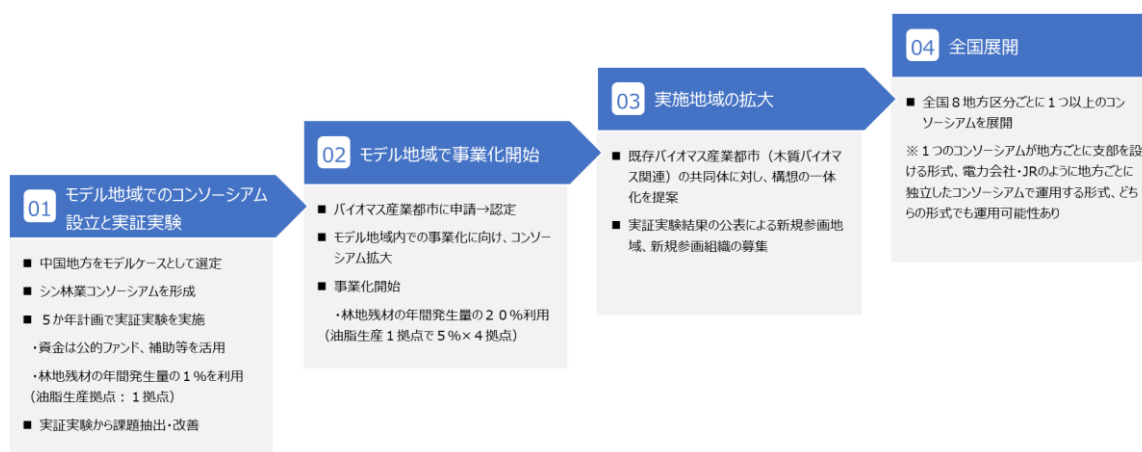 01
モデル地域でのコンソーシアム
設立と実証実験
■ 中国地方をモデルケースとして選定
■ シン林業コンソーシアムを形成
■ 5か年計画で実証実験を実施
・資金は公的ファンド、補助等を活用
・林地残材の年間発生量の1%を利用
(油脂生産拠点:1拠点)
■ 実証実験から課題抽出・改善
02 モデル地域で事業化開始
■ バイオマス産業都市に申請→認定
■ モデル地域内での事業化に向け、コンソー
シアム拡大
■ 事業化開始
・林地残材の年間発生量の20%利用
(油脂生産1拠点で5%×4拠点)
03 実施地域の拡大
■ 既存バイオマス産業都市(木質バイオマ
ス関連)の共同体に対し、構想の一体
化を提案
■ 実証実験結果の公表による新規参画地
域、新規参画組織の募集
04 全国展開
■ 全国8地方区分ごとに1つ以上のコン
ソーシアムを展開
※1つのコンソーシアムが地方ごとに支部を設
ける形式、電力会社・JRのように地方ごとに
独立したコンソーシアムで運用する形式、どち
らの形式でも運用可能性あり